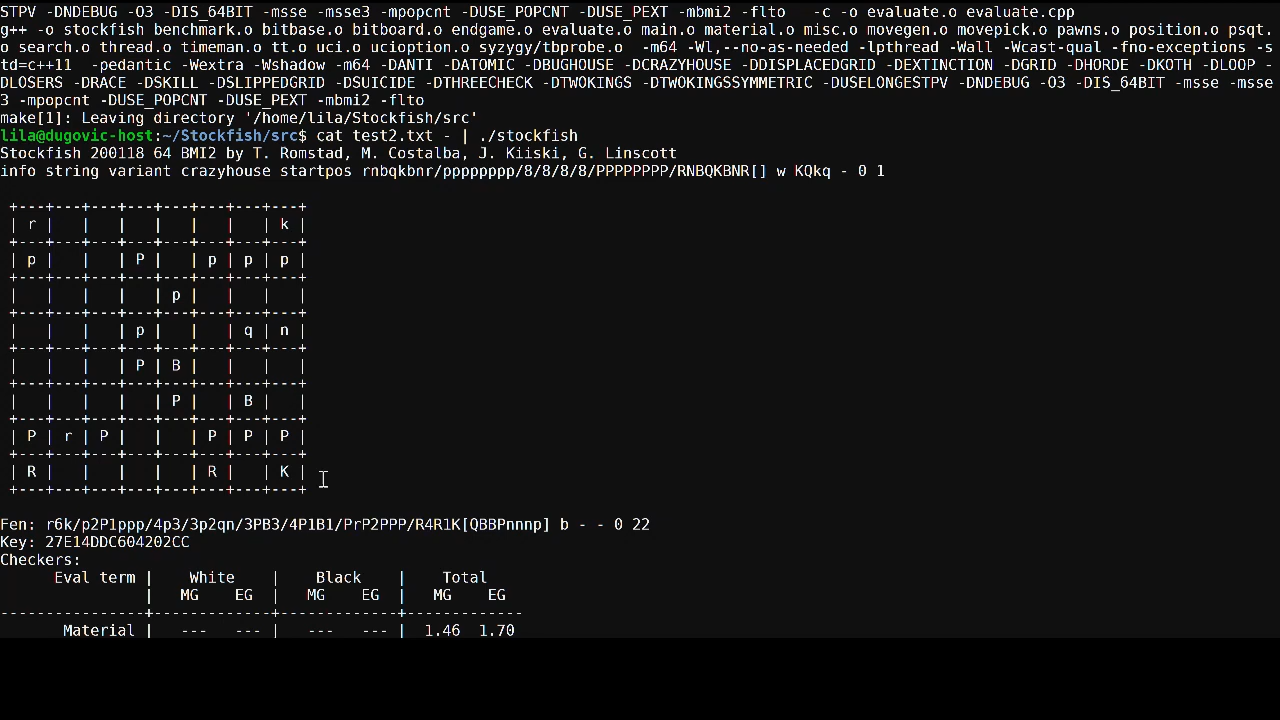 STPV -DNDEBUG -O3 -DIS_64BIT -msse -msse3 -mpopcnt -DUSE_POPCNT -DUSE_PEXT -mbmi2 -flto   -c -o evaluate.o evaluate.cpp
g++ -o stockfish benchmark.o bitbase.o bitboard.o endgame.o evaluate.o main.o material.o misc.o movegen.o movepick.o pawns.o position.o psqt.
o search.o thread.o timeman.o tt.o uci.o ucioption.o syzygy/tbprobe.o  -m64 -Wl,--no-as-needed -lpthread -Wall -Wcast-qual -fno-exceptions -s
td=c++11  -pedantic -Wextra -Wshadow -m64 -DANTI -DATOMIC -DBUGHOUSE -DCRAZYHOUSE -DDISPLACEDGRID -DEXTINCTION -DGRID -DHORDE -DKOTH -DLOOP -
DLOSERS -DRACE -DSKILL -DSLIPPEDGRID -DSUICIDE -DTHREECHECK -DTWOKINGS -DTWOKINGSSYMMETRIC -DUSELONGESTPV -DNDEBUG -O3 -DIS_64BIT -msse -msse
3 -mpopcnt -DUSE_POPCNT -DUSE_PEXT -mbmi2 -flto
make[1]: Leaving directory '/home/lila/Stockfish/src'
lila@dugovic-host:~/Stockfish/src$ cat test2.txt - | ./stockfish
Stockfish 200118 64 BMI2 by T. Romstad, M. Costalba, J. Kiiski, G. Linscott
info string variant crazyhouse startpos rnbqkbnr/pppppppp/8/8/8/8/PPPPPPPP/RNBQKBNR[] w KQkq - 0 1

 +---+---+---+---+---+---+---+---+
 | r |   |   |   |   |   |   | k |
 +---+---+---+---+---+---+---+---+
 | p |   |   | P |   | p | p | p |
 +---+---+---+---+---+---+---+---+
 |   |   |   |   | p |   |   |   |
 +---+---+---+---+---+---+---+---+
 |   |   |   | p |   |   | q | n |
 +---+---+---+---+---+---+---+---+
 |   |   |   | P | B |   |   |   |
 +---+---+---+---+---+---+---+---+
 |   |   |   |   | P |   | B |   |
 +---+---+---+---+---+---+---+---+
 | P | r | P |   |   | P | P | P |
 +---+---+---+---+---+---+---+---+
 | R |   |   |   |   | R |   | K |
 +---+---+---+---+---+---+---+---+

Fen: r6k/p2P1ppp/4p3/3p2qn/3PB3/4P1B1/PrP2PPP/R4R1K[QBBPnnnp] b - - 0 22
Key: 27E14DDC604202CC
Checkers:
      Eval term |    White    |    Black    |    Total
                |   MG    EG  |   MG    EG  |   MG    EG
----------------+-------------+-------------+-------------
       Material |   ---   --- |   ---   --- |  1.46  1.70